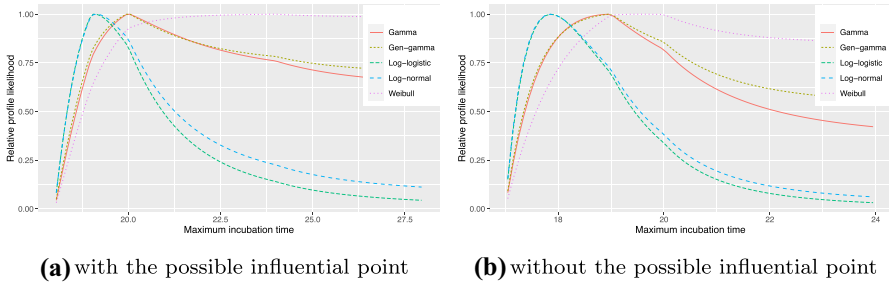 Relative profile likelihood
1.00
0.75
0.50
0.25
0.00
20.0 22.5 25.0 27.5
Maximum incubation time
Gamma
Gen−gamma
Log−logistic
Log−normal
Weibull
(a) with the possible influential point
Relative profile likelihood
1.00
0.75
0.50
0.25
0.00
18 20 22 24
Maximum incubation time
Gamma
Gen−gamma
Log−logistic
Log−normal
Weibull
(b) without the possible influential point